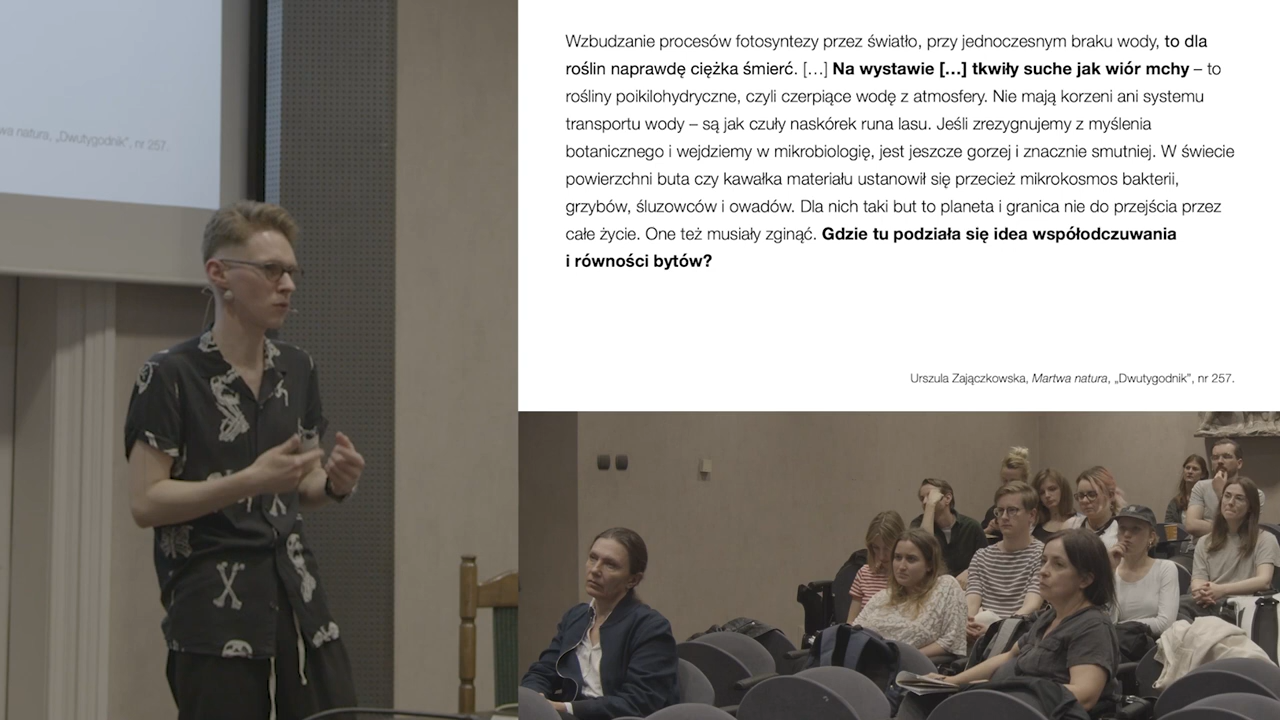 wa natura, „Dwutygodnik”, nr 257.
Wzbudzanie procesów fotosyntezy przez światło, przy jednoczesnym braku wody, to dla
roślin naprawdę ciężka śmierć. […] Na wystawie […] tkwiły suche jak wiór mchy – to
rośliny poikilohydryczne, czyli czerpiące wodę z atmosfery. Nie mają korzeni ani systemu
transportu wody – są jak czuły naskórek runa lasu. Jeśli zrezygnujemy z myślenia
botanicznego i wejdziemy w mikrobiologię, jest jeszcze gorzej i znacznie smutniej. W świecie
powierzchni buta czy kawałka materiału ustanowił się przecież mikrokosmos bakterii,
grzybów, śluzowców i owadów. Dla nich taki but to planeta i granica nie do przejścia przez
całe życie. One też musiały zginąć. Gdzie tu podziała się idea współodczuwania
i równości bytów?
Urszula Zajączkowska, Martwa natura, „Dwutygodnik”, nr 257.